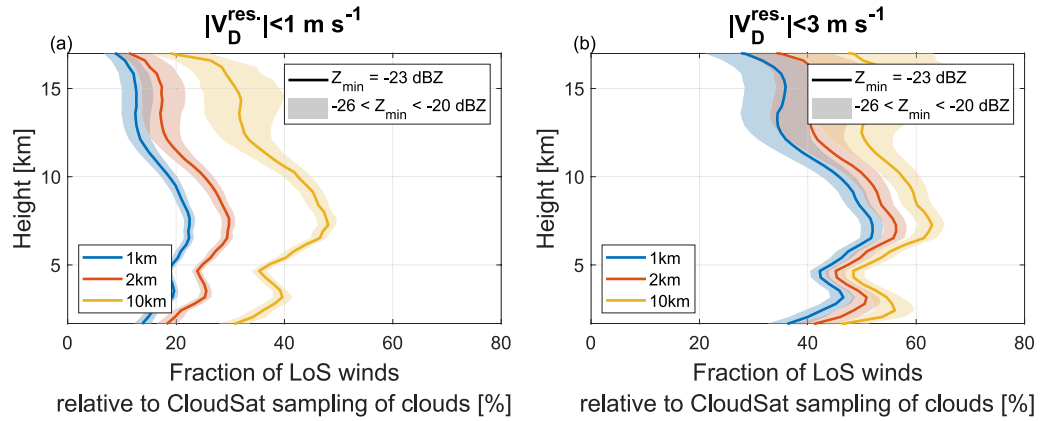 |V_D^res.|<1 m s^-1
(a)
Z_min = -23 dBZ
-26 < Z_min < -20 dBZ
15
10
5
Height [km]
1km
2km
10km
0 20 40 60 80
Fraction of LoS winds
relative to CloudSat sampling of clouds [%]
|V_D^res.|<3 m s^-1
(b)
Z_min = -23 dBZ
-26 < Z_min < -20 dBZ
15
10
5
Height [km]
1km
2km
10km
0 20 40 60 80
Fraction of LoS winds
relative to CloudSat sampling of clouds [%]